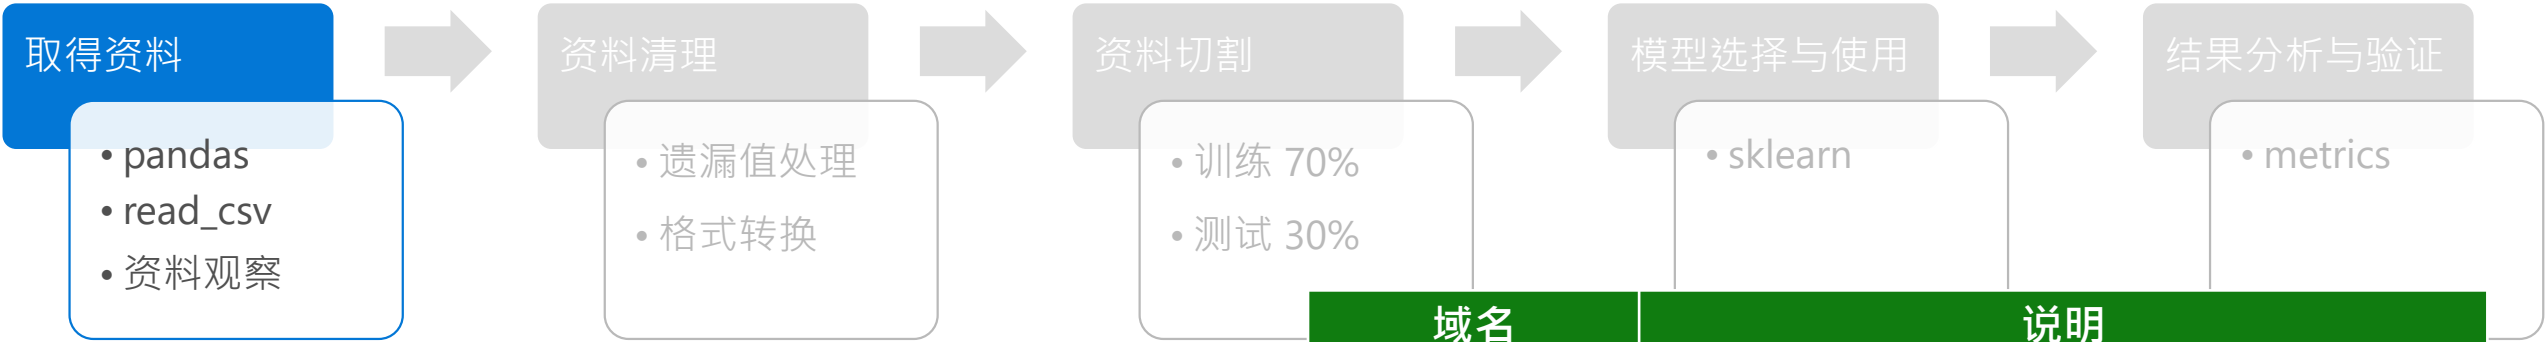 取得资料
• pandas
• read_csv
• 资料观察
资料清理
• 遗漏值处理
• 格式转换
资料切割
• 训练 70%
• 测试 30%
模型选择与使用
• sklearn
结果分析与验证
• metrics
域名
说明